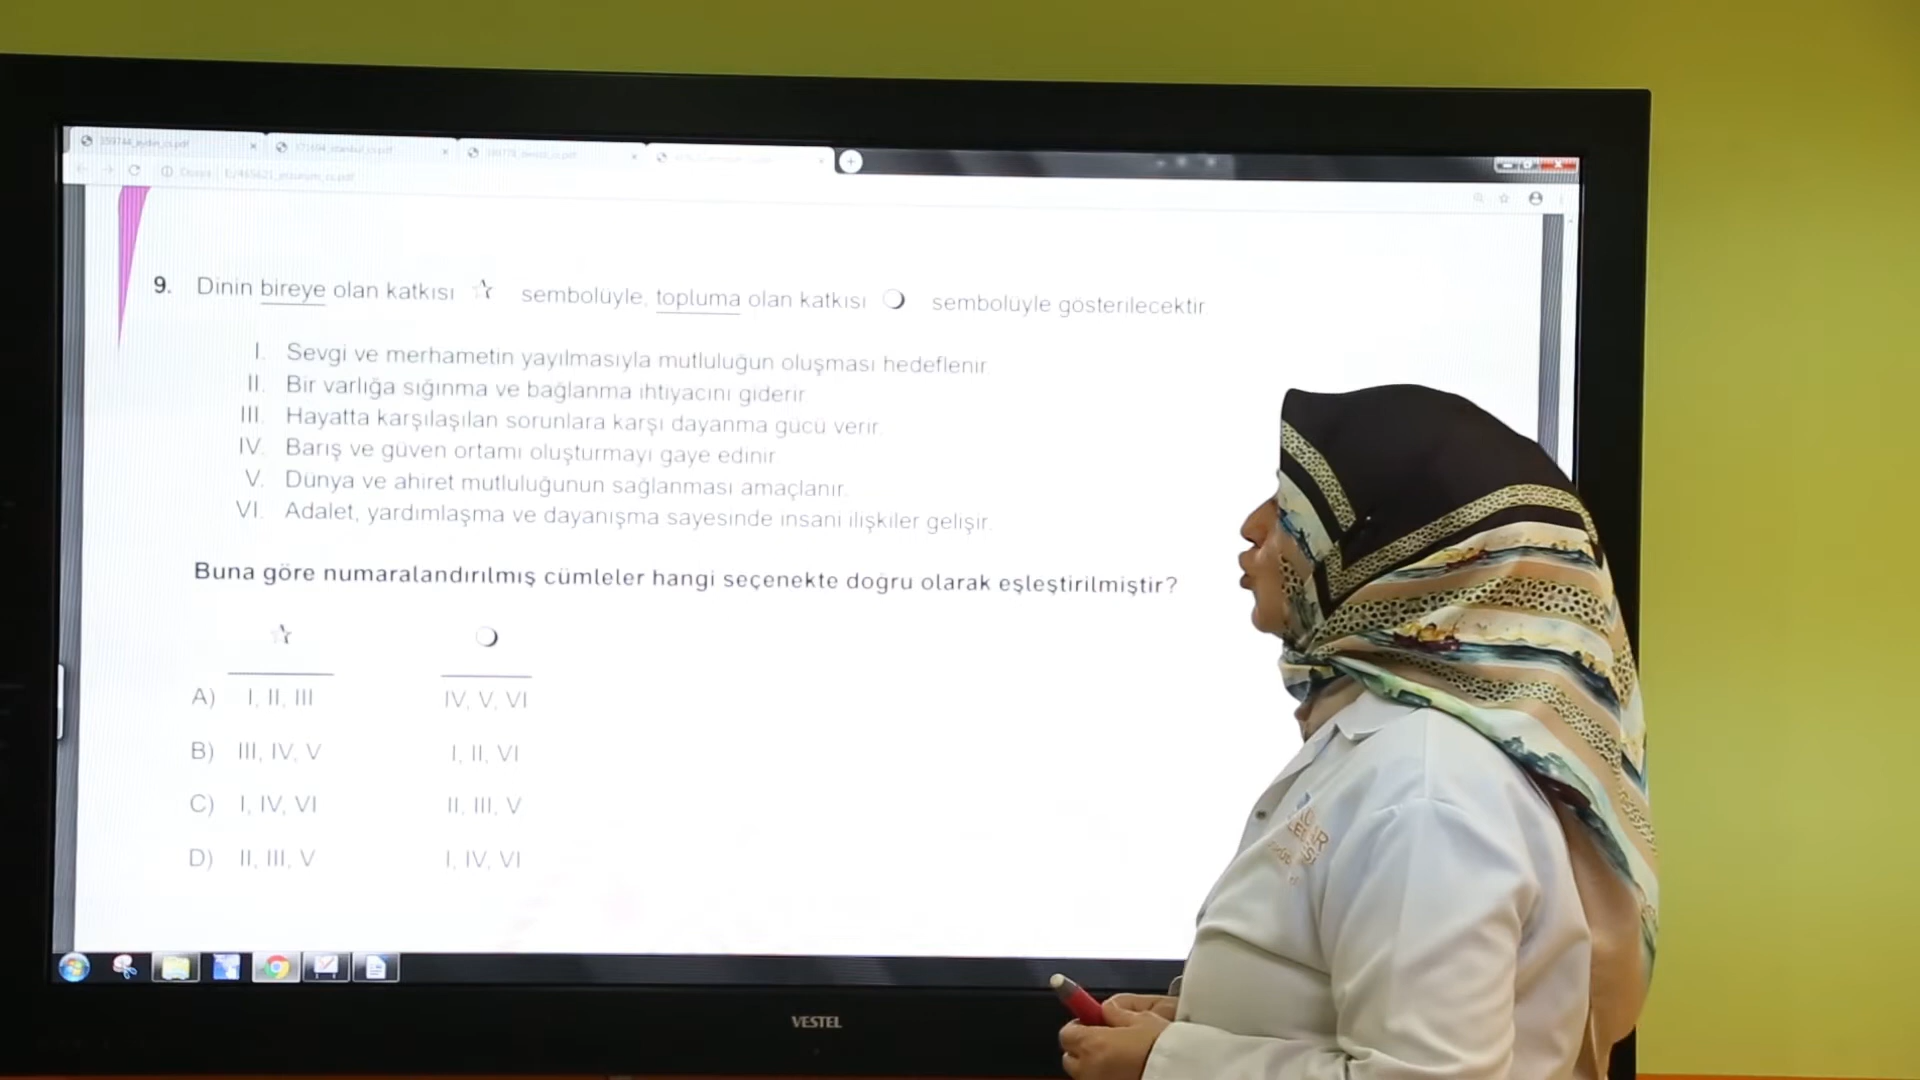 9. Dinin bireye olan katkısı sembolüyle, topluma olan katkısı sembolüyle gösterilecektir.
I. Sevgi ve merhametin yayılmasıyla mutluluğun oluşması hedeflenir
II. Bir varlığa sığınma ve bağlanma ihtiyacını giderir
III. Hayatta karşılaşılan sorunlara karşı dayanma gücü verir.
IV. Barış ve güven ortamı oluşturmayı gaye edinir
V. Dünya ve ahiret mutluluğunun sağlanması amaçlanır.
VI. Adalet, yardımlaşma ve dayanışma sayesinde insani ilişkiler gelişir.
Buna göre numaralandırılmış cümleler hangi seçenekte doğru olarak eşleştirilmiştir?
A) I, II, III IV, V, VI
B) III, IV, V I, II, VI
C) I, IV, VI II, III, V
D) II, III, V I, IV, VI
VESTEL